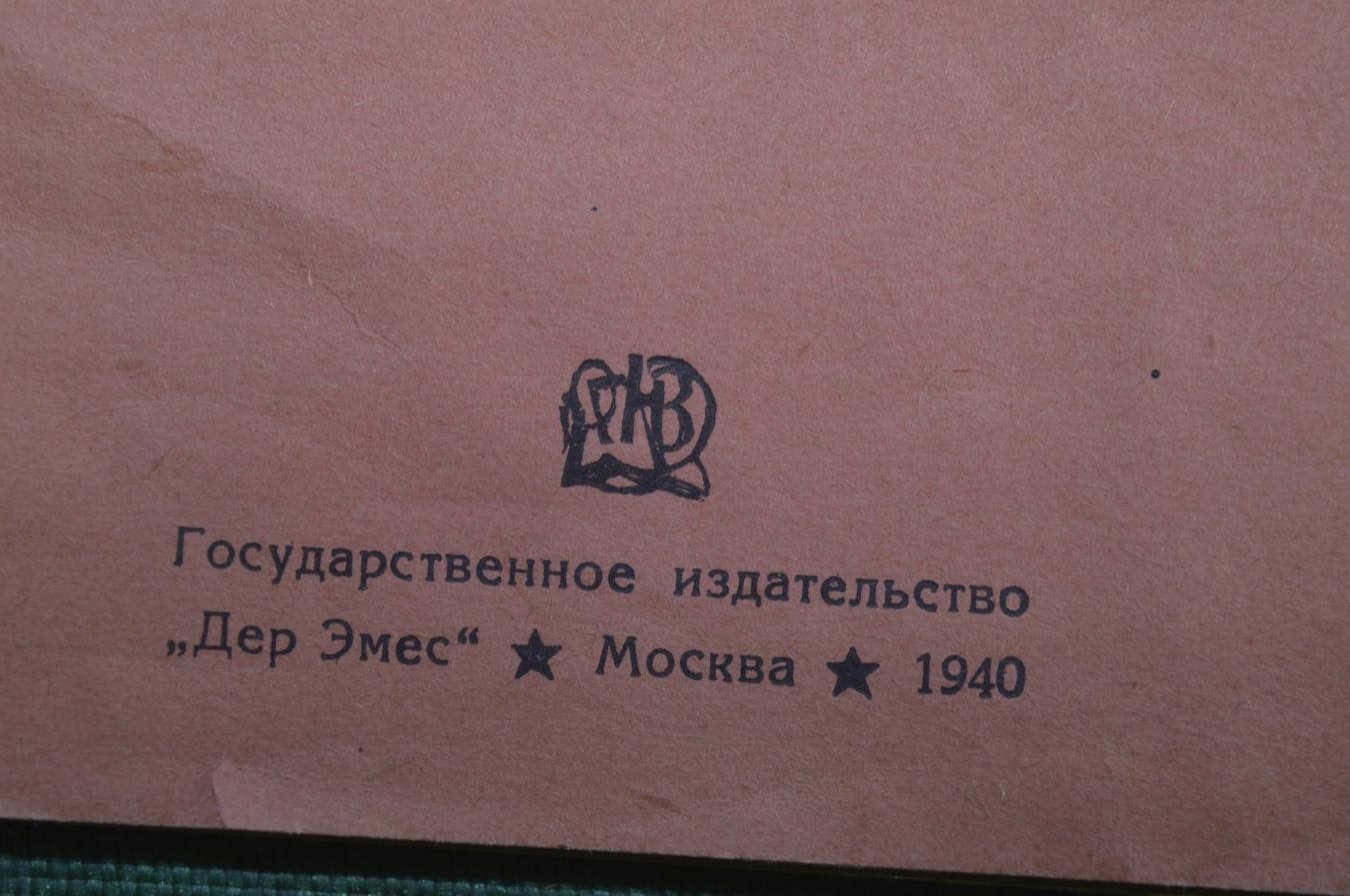 Государственное издательство
„Дер Эмес“ ★ Москва ★ 1940